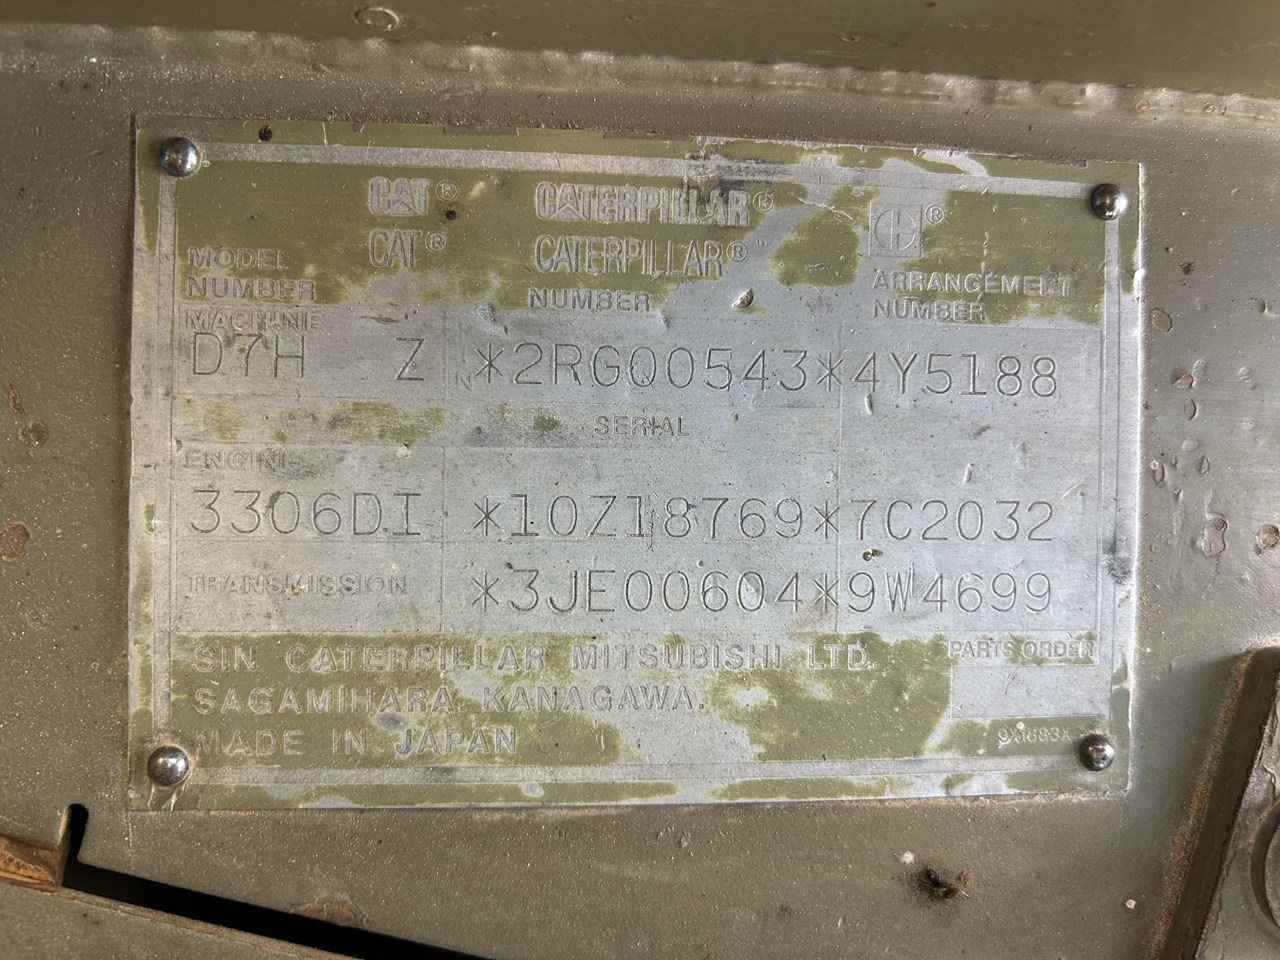 CAT® CATERPILLAR® ®
CAT® CATERPILLAR®
MODEL NUMBER
NUMBER
ARRANGEMENT NUMBER
MACHINE
D7H Z N *2RG00543* 4Y5188
SERIAL
ENGINE
3306DI *10Z18769* 7C2032
TRANSMISSION *3JE00604* 9W4699
SIN CATERPILLAR MITSUBISHI LTD. PARTS ORDER
SAGAMIHARA KANAGAWA.
MADE IN JAPAN